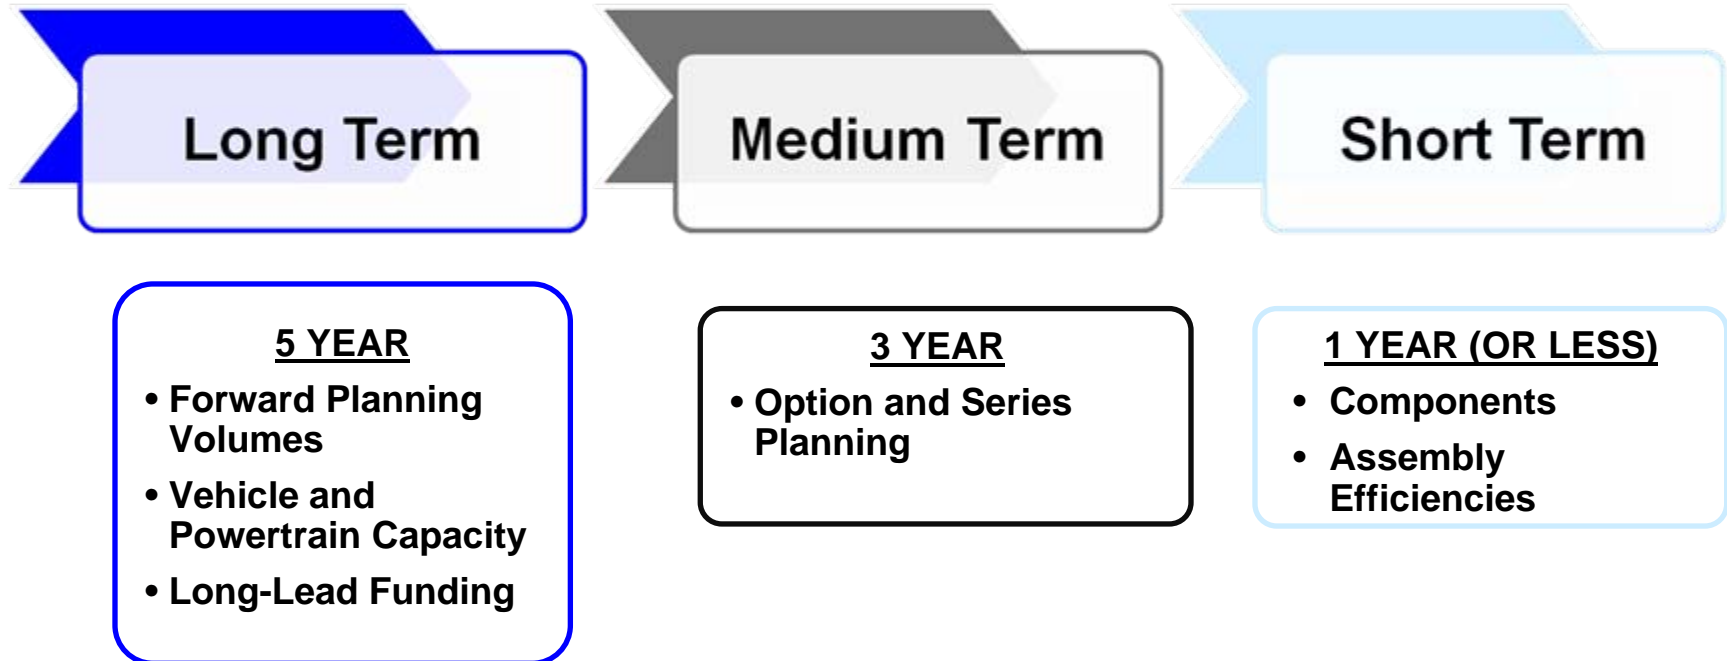 Long Term
Medium Term
Short Term
5 YEAR
• Forward Planning
Volumes
• Vehicle and
Powertrain Capacity
• Long-Lead Funding
3 YEAR
• Option and Series
Planning
1 YEAR (OR LESS)
• Components
• Assembly
Efficiencies